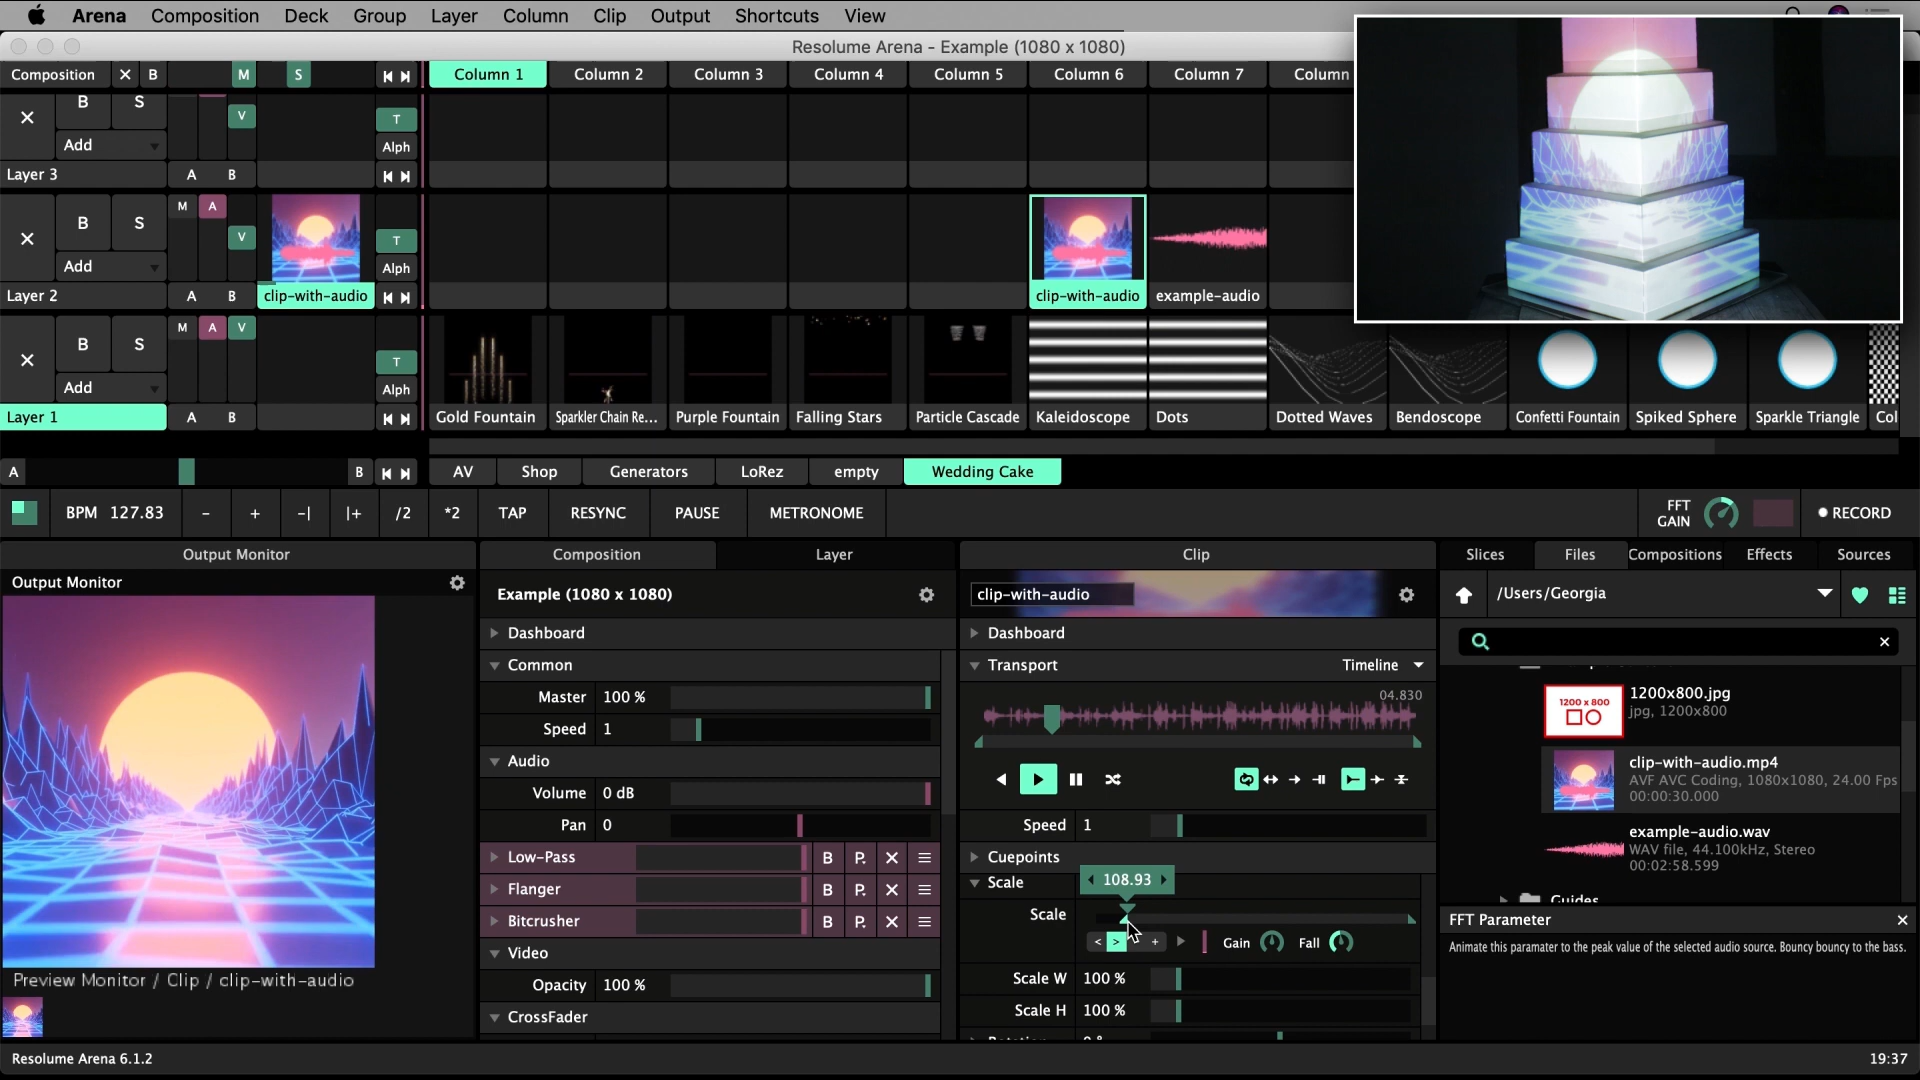 Arena Composition Deck Group Layer Column Clip Output Shortcuts View
Resolume Arena - Example (1080 x 1080)
Composition B M S Column 1 Column 2 Column 3 Column 4 Column 5 Column 6 Column 7 Column
B S V T
Add Alph
Layer 3 A B
M A B S V T
Add Alph
Layer 2 A B clip-with-audio clip-with-audio example-audio
M A V B S T
Add Alph
Layer 1 A B Gold Fountain Sparkler Chain Re... Purple Fountain Falling Stars Particle Cascade Kaleidoscope Dots Dotted Waves Bendoscope Confetti Fountain Spiked Sphere Sparkle Triangle Col
A B AV Shop Generators LoRez empty Wedding Cake
BPM 127.83 - + -| |+ /2 *2 TAP RESYNC PAUSE METRONOME FFT GAIN RECORD
Output Monitor Composition Layer Clip Slices Files Compositions Effects Sources
Output Monitor
Example (1080 x 1080)
Dashboard
Common
Master 100 %
Speed 1
Audio
Volume 0 dB
Pan 0
Low-Pass B P. X
Flanger B P. X
Bitcrusher B P. X
Video
Opacity 100 %
CrossFader
clip-with-audio
Dashboard
Transport Timeline
04.830
Speed 1
Cuepoints
Scale 108.93
Scale
< > + Gain Fall
Scale W 100 %
Scale H 100 %
/Users/Georgia
1200 x 800
1200x800.jpg
jpg, 1200x800
clip-with-audio.mp4
AVF AVC Coding, 1080x1080, 24.00 Fps
00:00:30.000
example-audio.wav
WAV file, 44.100kHz, Stereo
00:02:58.599
Guides
FFT Parameter
Animate this paramater to the peak value of the selected audio source. Bouncy bouncy to the bass.
Preview Monitor / Clip / clip-with-audio
Resolume Arena 6.1.2 19:37